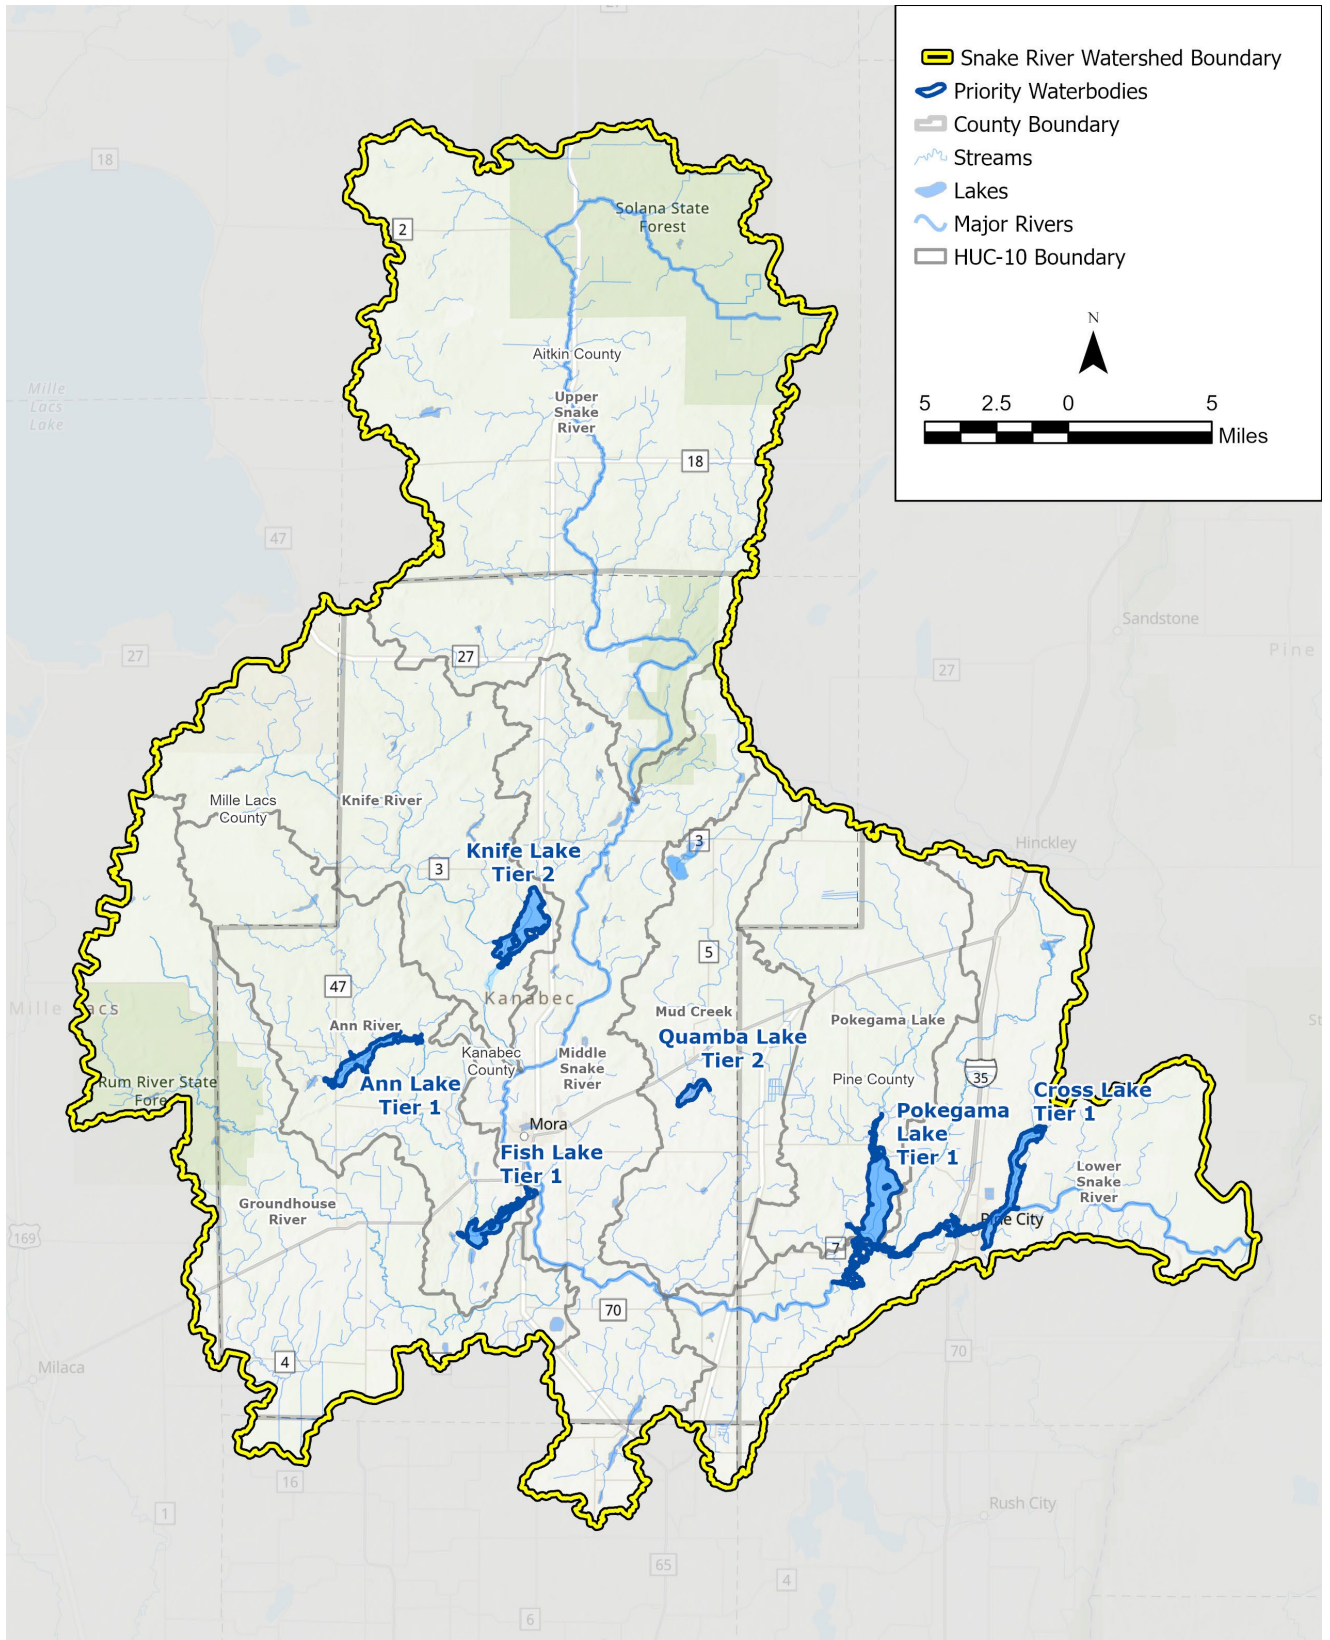 27
Snake River Watershed Boundary
Priority Waterbodies
County Boundary
Streams
Lakes
Major Rivers
HUC-10 Boundary
N
5 2.5 0 5
Miles
18
2
Solana State
Forest
Aitkin County
Mille
Lacs
Lake
Upper
Snake
River
18
47
Sandstone
27
27
27
Pine
Mille Lacs
County
Knife River
3
Knife Lake
Tier 2
3
Hinckley
5
47
Kanabec
Mille Lacs
Ann River
Mud Creek
Pokegama Lake
Quamba Lake
Tier 2
Kanabec
County
Middle
Snake
River
Pine County
35
Rum River State
Fore
Ann Lake
Tier 1
Cross Lake
Tier 1
Pokegama
Lake
Tier 1
Mora
Fish Lake
Tier 1
Lower
Snake
River
Groundhouse
River
Pine City
169
7
70
70
4
Milaca
16
1
Rush City
65
4
6